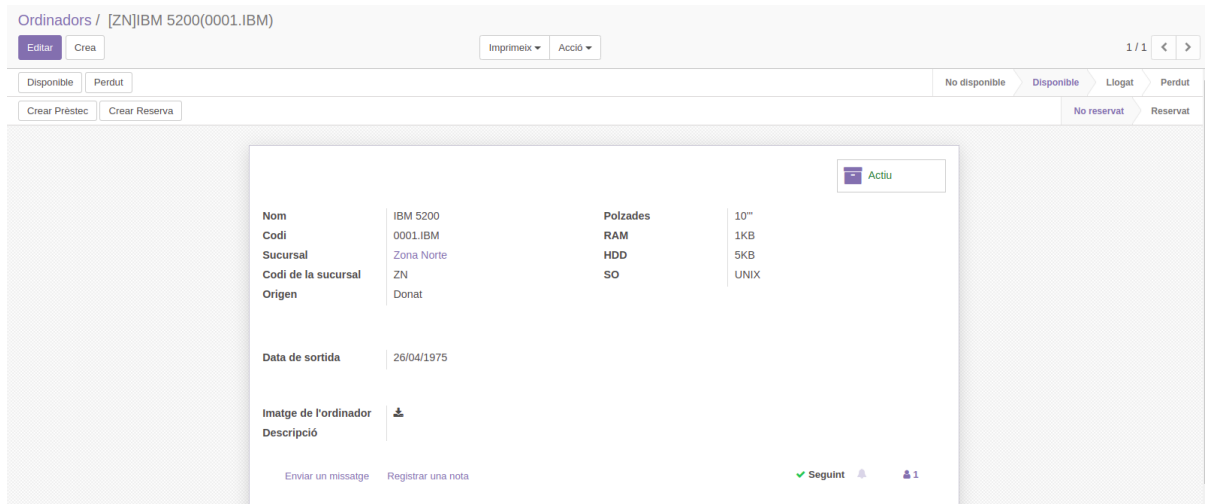 Ordinadors / [ZN]IBM 5200(0001.IBM)
Editar Crea Imprimeix Acció 1 / 1
Disponible Perdut No disponible Disponible Llogat Perdut
Crear Prèstec Crear Reserva No reservat Reservat
Actiu
Nom IBM 5200 Polzades 10'"
Codi 0001.IBM RAM 1KB
Sucursal Zona Norte HDD 5KB
Codi de la sucursal ZN SO UNIX
Origen Donat
Data de sortida 26/04/1975
Imatge de l'ordinador
Descripció
Enviar un missatge Registrar una nota Seguint 1